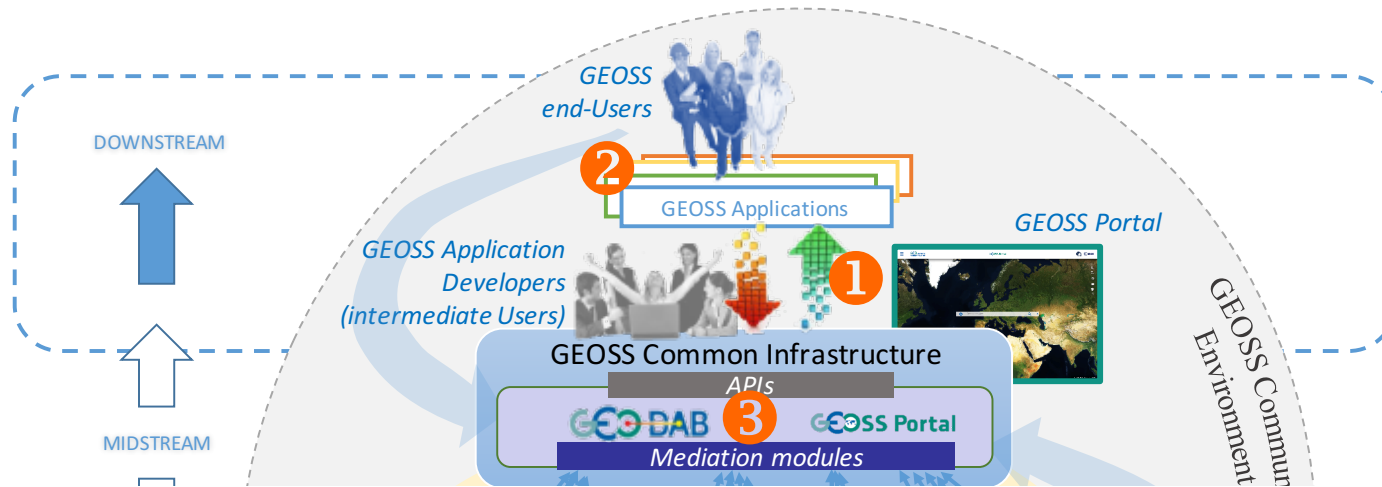 GEOSS
end-Users
DOWNSTREAM
2
GEOSS Applications
GEOSS Portal
GEOSS Application
Developers
(intermediate Users)
1
GEOSS Common Infrastructure
APIs
GEO DAB
3
GEOSS Portal
Mediation modules
MIDSTREAM
GEOSS Commun
Environment